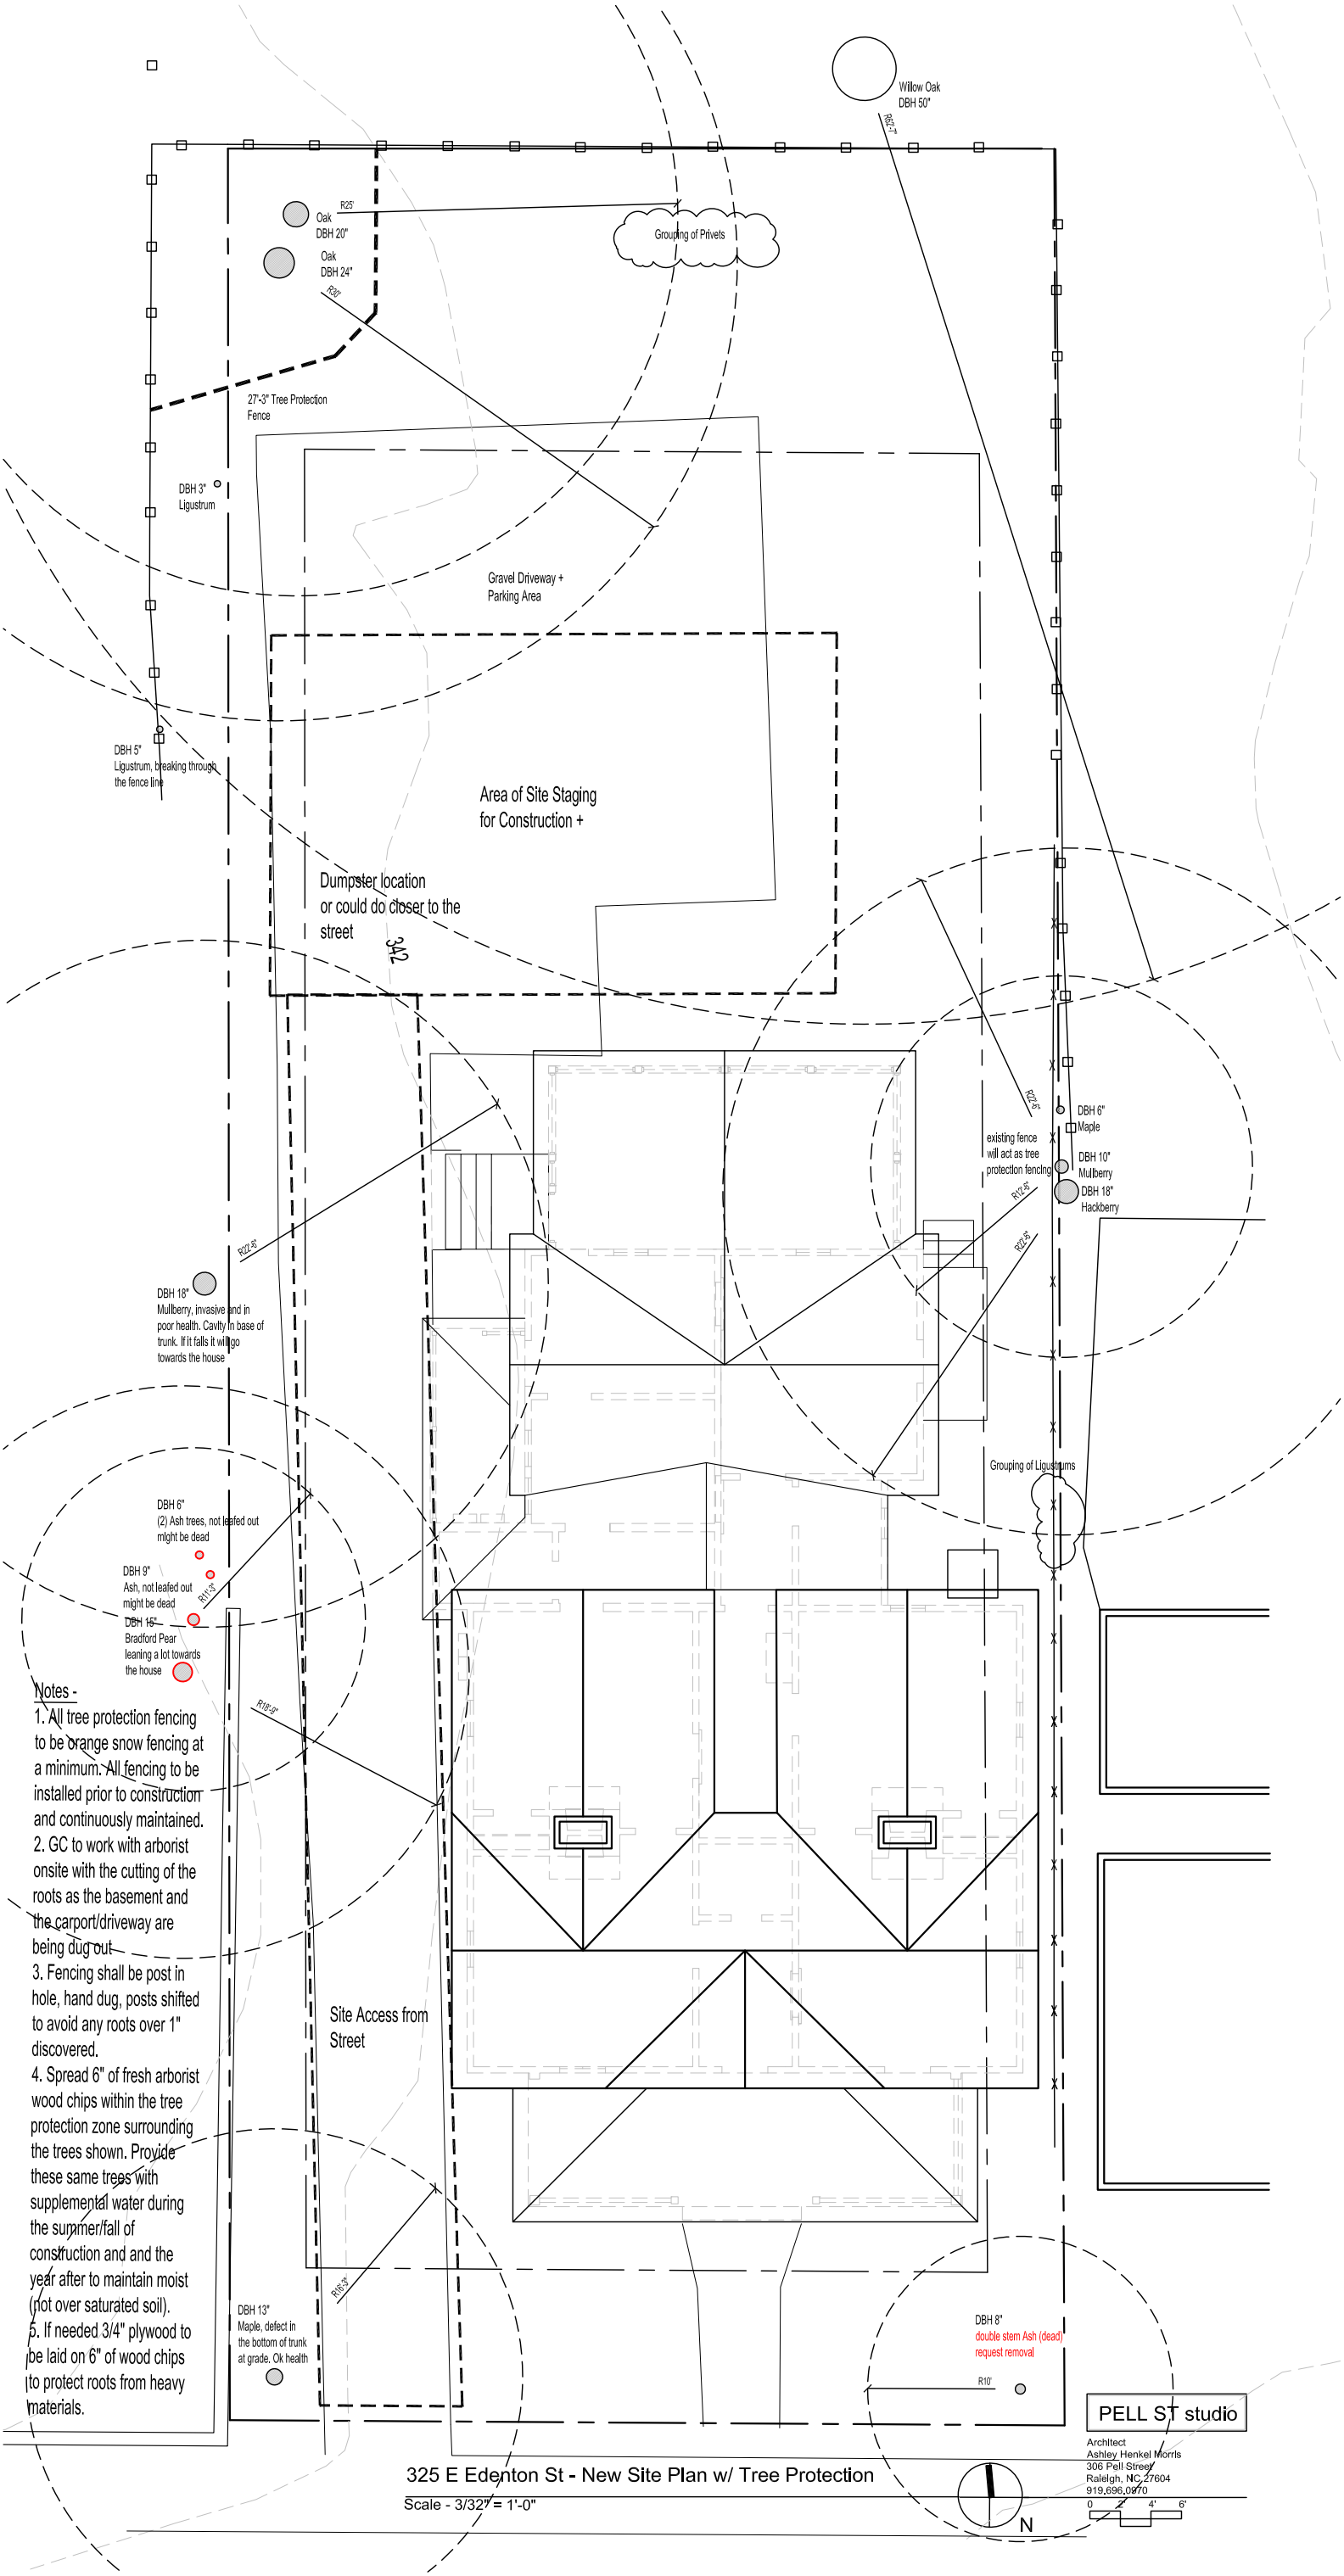 Willow Oak
DBH 50"
R62'-7"
R25'
Oak
DBH 20"
Oak
DBH 24"
R30'
Grouping of Privets
27'-3" Tree Protection
Fence
DBH 3"
Ligustrum
Gravel Driveway +
Parking Area
DBH 5"
Ligustrum, breaking through
the fence line
Area of Site Staging
for Construction +
Dumpster location
or could do closer to the
street
342
R22'-6"
DBH 6"
Maple
existing fence
will act as tree
protection fencing
DBH 10"
Mullberry
DBH 18"
Hackberry
R12'-6"
R22'-6"
R22'-6"
DBH 18"
Mullberry, invasive and in
poor health. Cavity in base of
trunk. If it falls it will go
towards the house
Grouping of Ligustrums
DBH 6"
(2) Ash trees, not leafed out
might be dead
DBH 9"
Ash, not leafed out
might be dead
R11'-3"
DBH 15"
Bradford Pear
leaning a lot towards
the house
R18'-9"
Notes -
1. All tree protection fencing
to be orange snow fencing at
a minimum. All fencing to be
installed prior to construction
and continuously maintained.
2. GC to work with arborist
onsite with the cutting of the
roots as the basement and
the carport/driveway are
being dug out
3. Fencing shall be post in
hole, hand dug, posts shifted
to avoid any roots over 1"
discovered.
4. Spread 6" of fresh arborist
wood chips within the tree
protection zone surrounding
the trees shown. Provide
these same trees with
supplemental water during
the summer/fall of
construction and and the
year after to maintain moist
(not over saturated soil).
5. If needed 3/4" plywood to
be laid on 6" of wood chips
to protect roots from heavy
materials.
Site Access from
Street
R16'-3"
DBH 13"
Maple, defect in
the bottom of trunk
at grade. Ok health
DBH 8"
double stem Ash (dead)
request removal
R10'
PELL ST studio
Architect
Ashley Henkel Morris
306 Pell Street
Raleigh, NC 27604
919.696.0970
0 2' 4' 6'
325 E Edenton St - New Site Plan w/ Tree Protection
Scale - 3/32" = 1'-0"
N